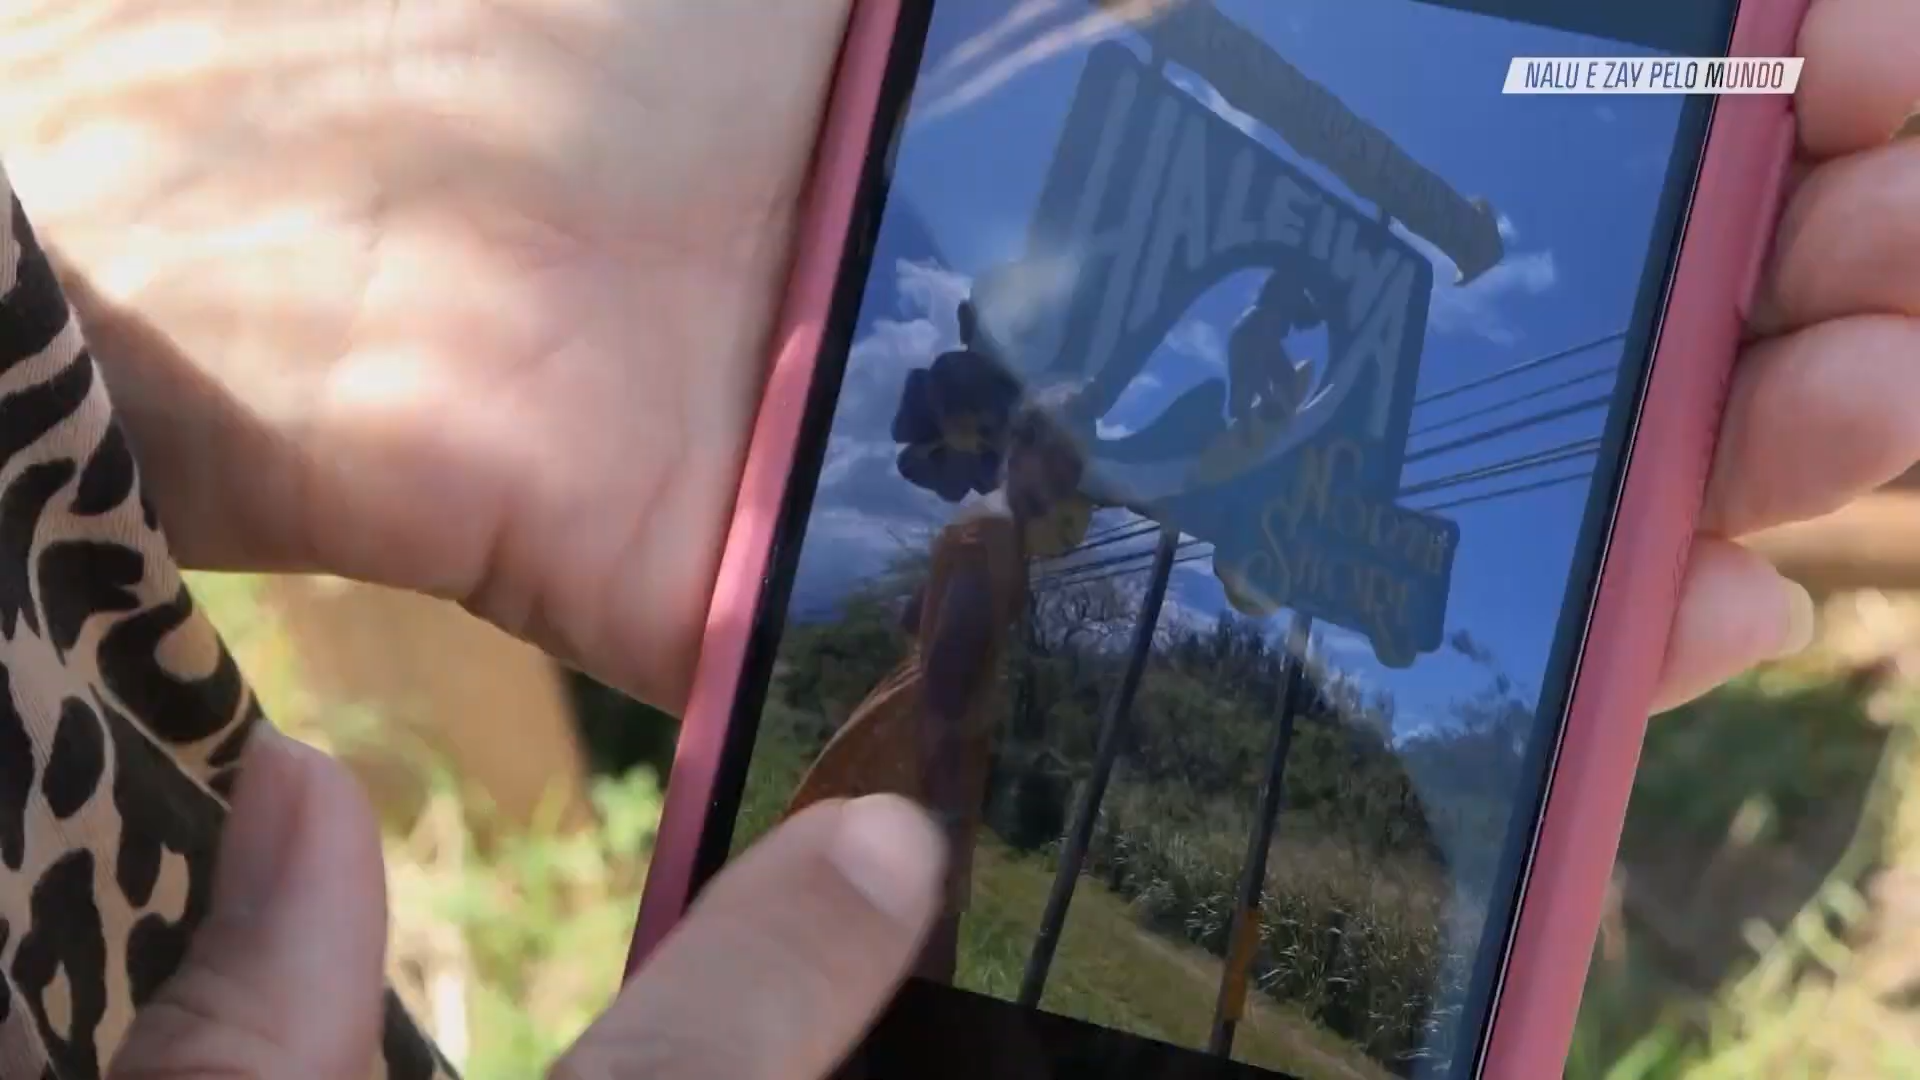 NALU E ZAY PELO MUNDO
HALEIWA
NORTH
SHORE